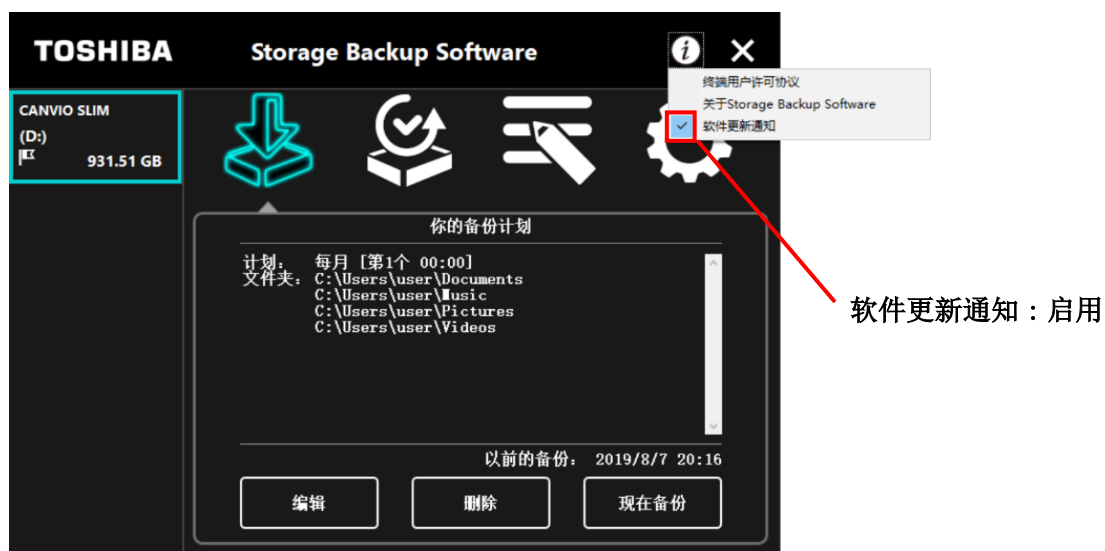 TOSHIBA
Storage Backup Software
终端用户许可协议
关于Storage Backup Software
软件更新通知
CANVIO SLIM
(D:)
931.51 GB
你的备份计划
计划: 每月 [第1个 00:00]
文件夹: C:\Users\user\Documents
C:\Users\user\Music
C:\Users\user\Pictures
C:\Users\user\Videos
软件更新通知：启用
以前的备份: 2019/8/7 20:16
编辑
删除
现在备份